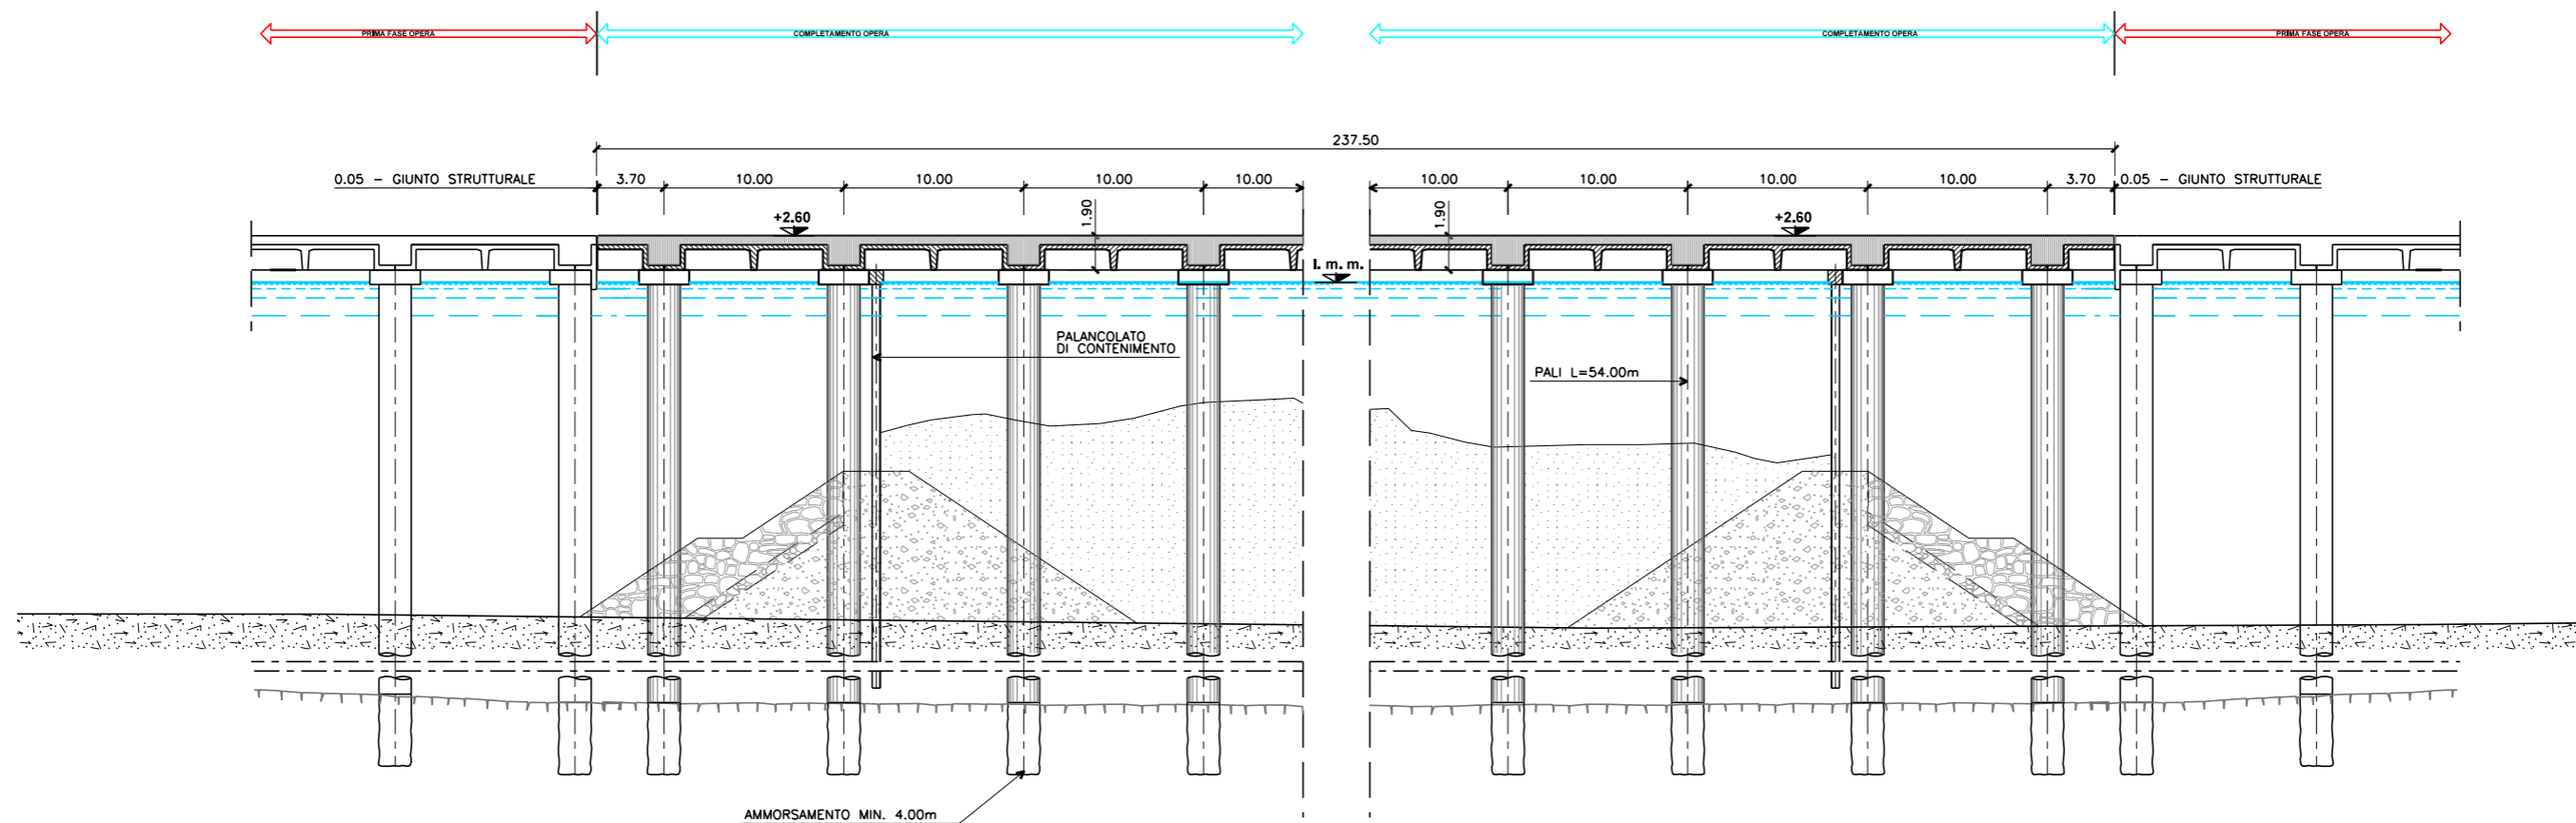 PRIMA FASE OPERA
COMPLETAMENTO OPERA
COMPLETAMENTO OPERA
PRIMA FASE OPERA
237.50
0.05 – GIUNTO STRUTTURALE
3.70
10.00
10.00
10.00
10.00
10.00
10.00
10.00
10.00
3.70
0.05 – GIUNTO STRUTTURALE
+2.60
1.90
1.90
+2.60
l. m. m.
PALANCOLATO
DI CONTENIMENTO
PALI L=54.00m
AMMORSAMENTO MIN. 4.00m